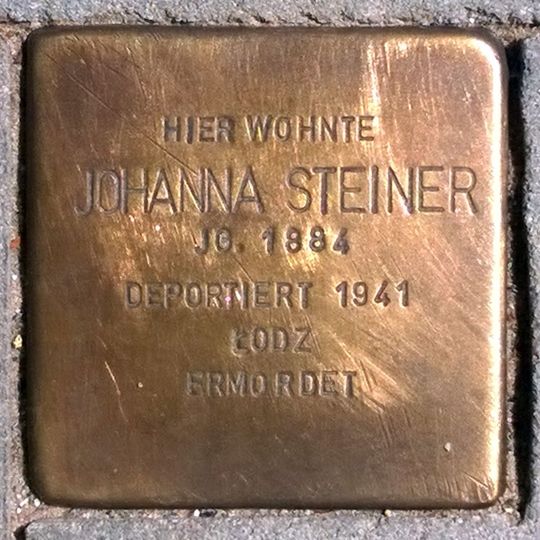 HIER WOHNTE
JOHANNA STEINER
JG. 1884
DEPORTIERT 1941
ŁODZ
ERMORDET